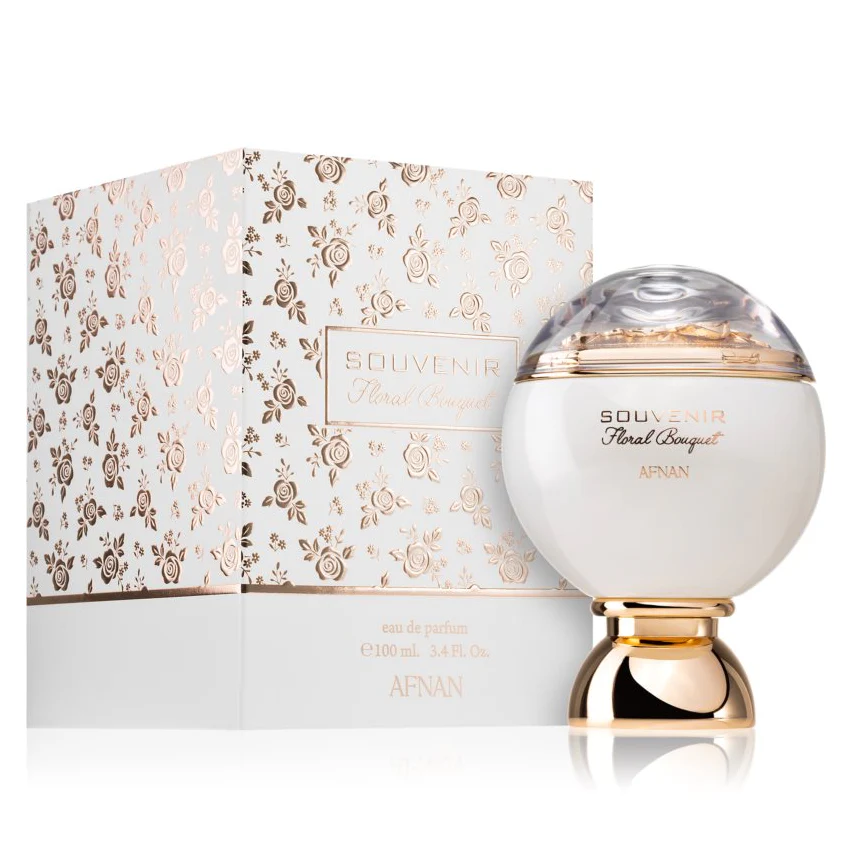 SOUVENIR
Floral Bouquet
eau de parfum
℮100 ml. 3.4 Fl. Oz.
AFNAN
SOUVENIR
Floral Bouquet
AFNAN